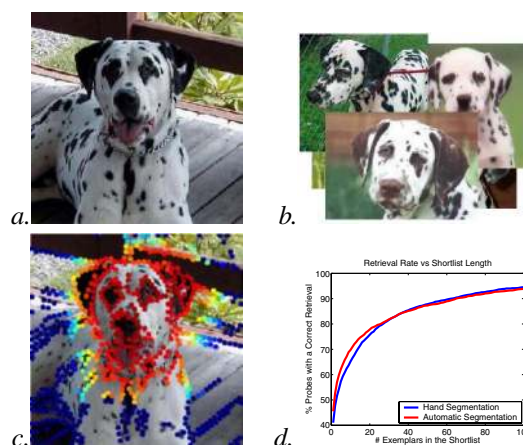 a.
b.
c.
d.
Retrieval Rate vs Shortlist Length
% Probes with a Correct Retrieval
100
90
80
70
60
50
40
0
20
40
60
80
100
# Exemplars in the Shortlist
Hand Segmentation
Automatic Segmentation